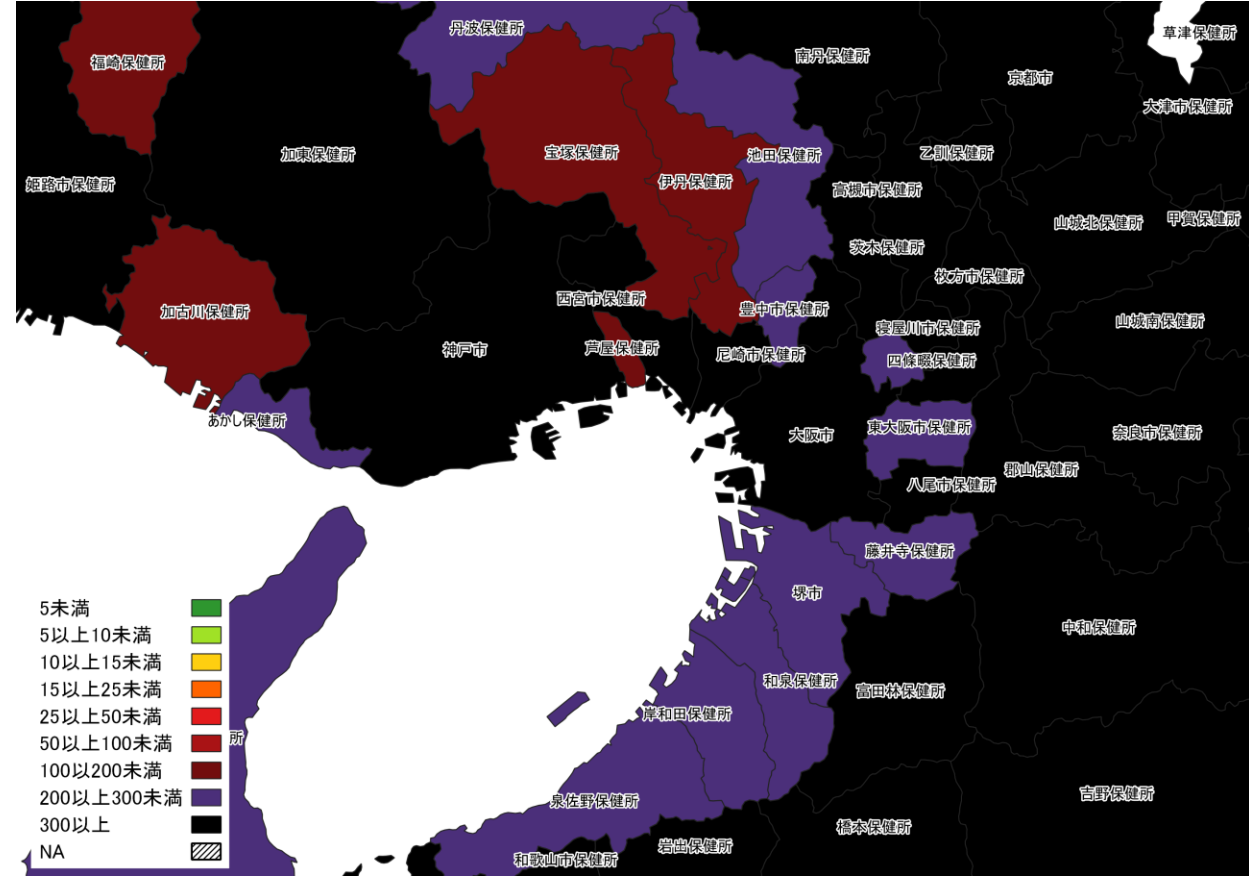 丹波保健所
草津保健所
南丹保健所
福崎保健所
京都市
大津市保健所
加東保健所
宝塚保健所
池田保健所
乙訓保健所
姫路市保健所
伊丹保健所
高槻市保健所
山城北保健所
甲賀保健所
茨木保健所
枚方市保健所
西宮市保健所
加古川保健所
豊中市保健所
山城南保健所
寝屋川市保健所
神戸市
芦屋保健所
尼崎市保健所
四條畷保健所
あかし保健所
大阪市
東大阪市保健所
奈良市保健所
郡山保健所
八尾市保健所
藤井寺保健所
堺市
中和保健所
和泉保健所
富田林保健所
岸和田保健所
所
泉佐野保健所
吉野保健所
橋本保健所
岩出保健所
和歌山市保健所
5未満
5以上10未満
10以上15未満
15以上25未満
25以上50未満
50以上100未満
100以200未満
200以上300未満
300以上
NA